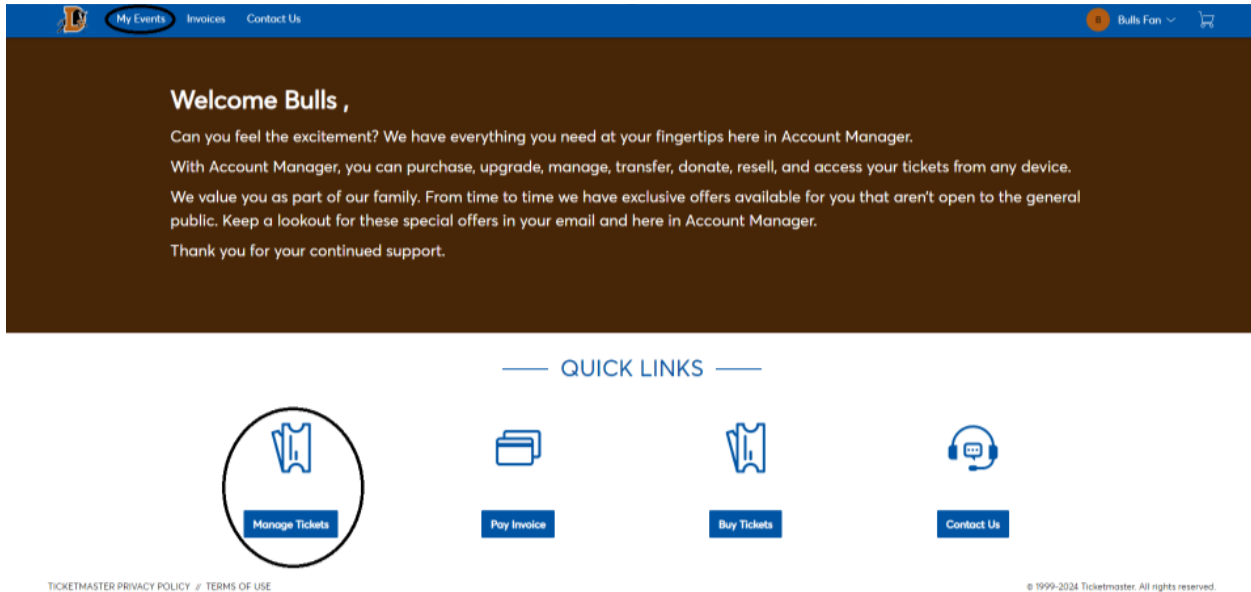 My Events Invoices Contact Us B Bulls Fan
Welcome Bulls ,
Can you feel the excitement? We have everything you need at your fingertips here in Account Manager.
With Account Manager, you can purchase, upgrade, manage, transfer, donate, resell, and access your tickets from any device.
We value you as part of our family. From time to time we have exclusive offers available for you that aren't open to the general
public. Keep a lookout for these special offers in your email and here in Account Manager.
Thank you for your continued support.
QUICK LINKS
Manage Tickets Pay Invoice Buy Tickets Contact Us
TICKETMASTER PRIVACY POLICY // TERMS OF USE © 1999-2024 Ticketmaster. All rights reserved.